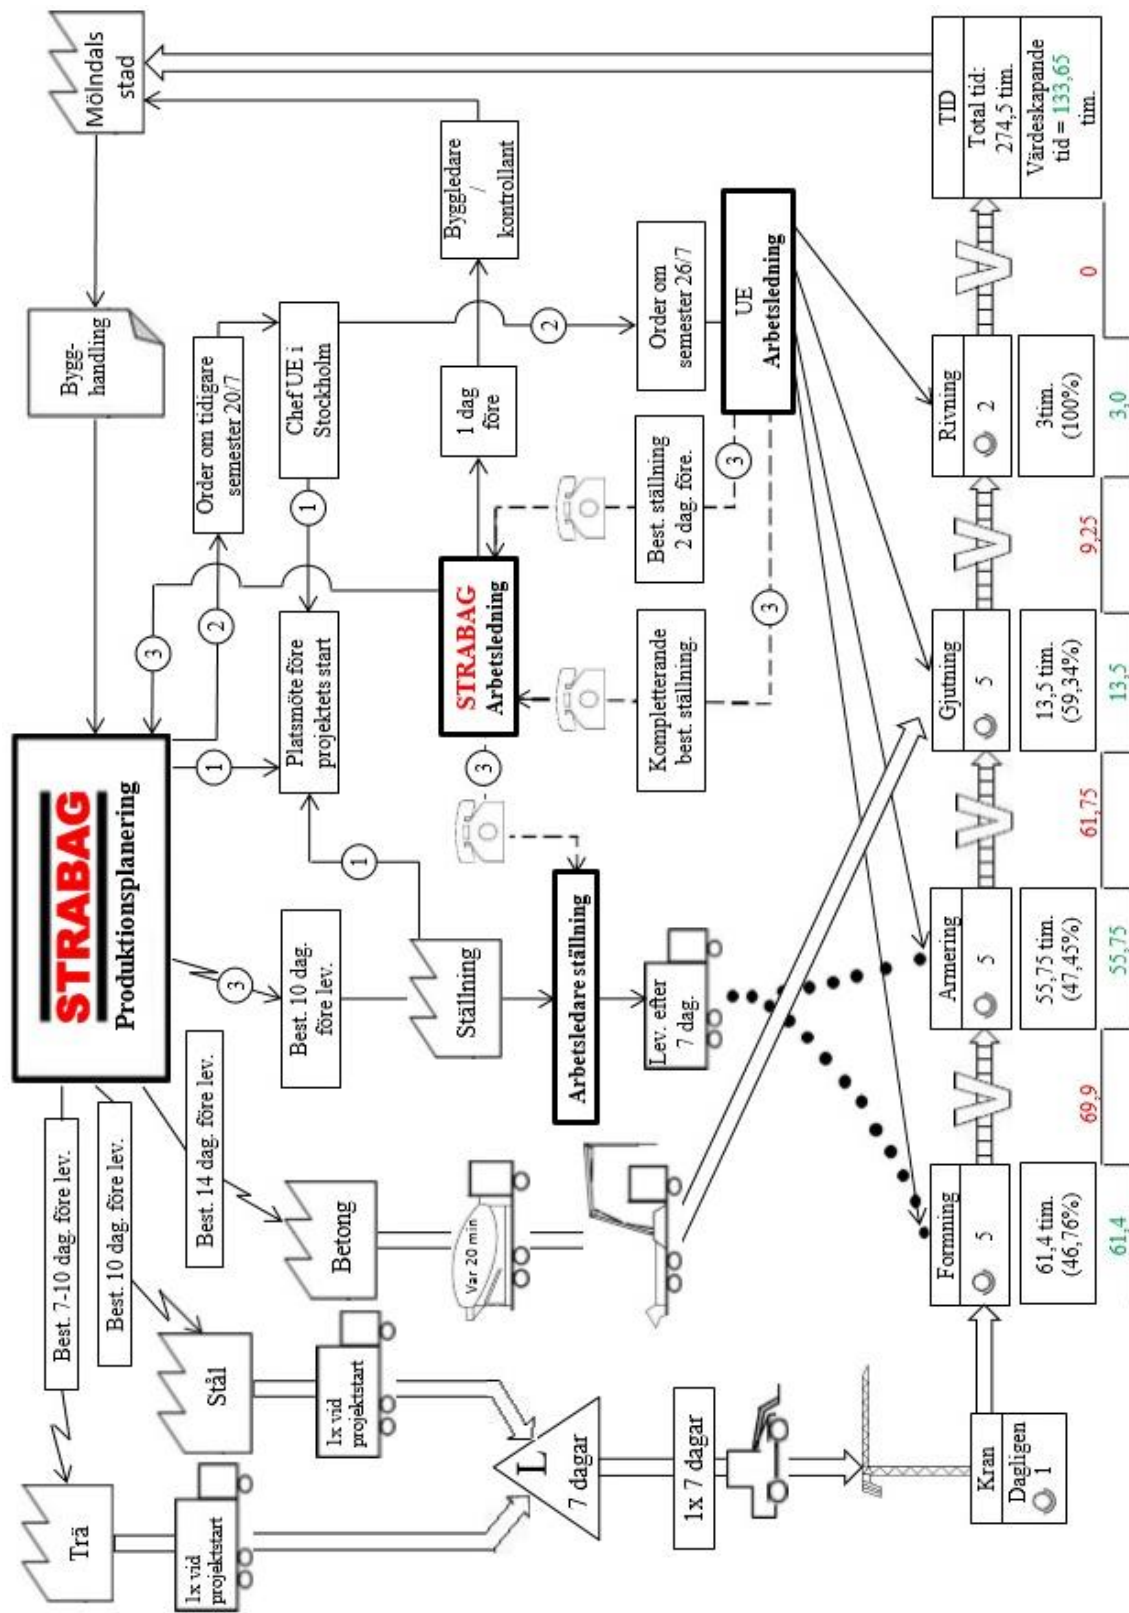 STRABAG
Produktionsplanering
Bygg-
handling
Mölndals
stad
Best. 7-10 dag. före lev.
Best. 10 dag. före lev.
Best. 14 dag. före lev.
Trä
1x vid
projektstart
Stål
1x vid
projektstart
L
7 dagar
1x 7 dagar
Betong
Var 20 min
3
Best. 10 dag.
före lev.
Ställning
1
Arbetsledare ställning
Lev. efter
7 dag.
1
Platsmöte före
projektets start
3
2
Order om tidigare
semester 20/7
Chef UE i
Stockholm
1
STRABAG
Arbetsledning
3
1 dag
före
Byggledare
/
kontrollant
2
Order om
semester 26/7
UE
Arbetsledning
Best. ställning
2 dag. före.
3
Kompletterande
best. ställning.
3
Kran
Dagligen
1
Formning
5
61,4 tim.
(46,76%)
V
Armering
5
55,75 tim.
(47,45%)
V
Gjutning
5
13,5 tim.
(59,34%)
V
Rivning
2
3tim.
(100%)
V
TID
Total tid:
274,5 tim.
Värdeskapande
tid = 133,65
tim.
61,4
69,9
55,75
61,75
13,5
9,25
3,0
0